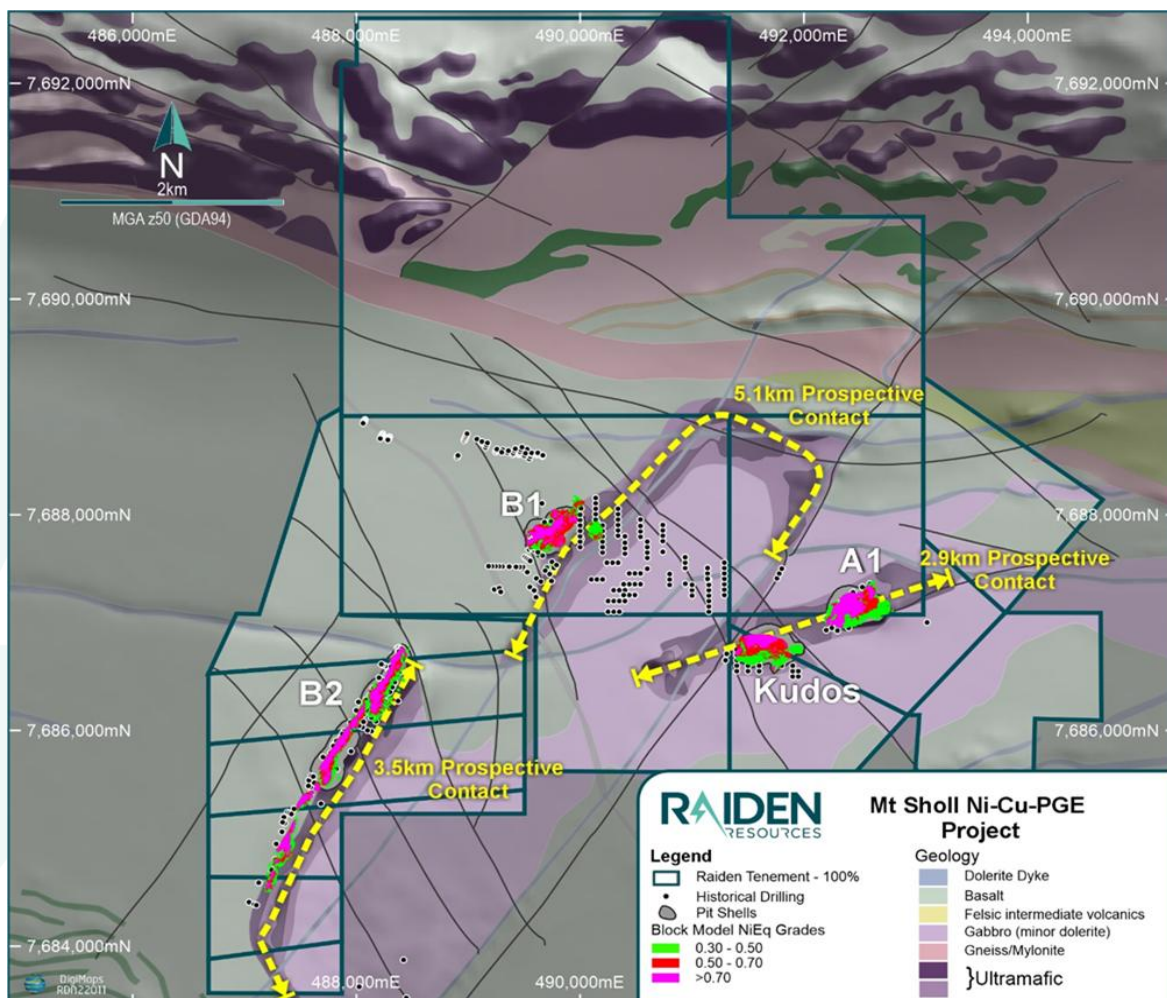 486,000mE
488,000mE
490,000mE
492,000mE
494,000mE
7,692,000mN
7,692,000mN
N
2km
MGA z50 (GDA94)
7,690,000mN
7,690,000mN
5.1km Prospective
Contact
7,688,000mN
B1
7,688,000mN
A1
2.9km Prospective
Contact
B2
Kudos
7,686,000mN
7,686,000mN
3.5km Prospective
Contact
7,684,000mN
488,000mE
490,000mE
DigiMaps
RDN22011
RAIDEN
RESOURCES
Mt Sholl Ni-Cu-PGE
Project
Legend
Raiden Tenement - 100%
Historical Drilling
Pit Shells
Block Model NiEq Grades
0.30 - 0.50
0.50 - 0.70
>0.70
Geology
Dolerite Dyke
Basalt
Felsic intermediate volcanics
Gabbro (minor dolerite)
Gneiss/Mylonite
}Ultramafic